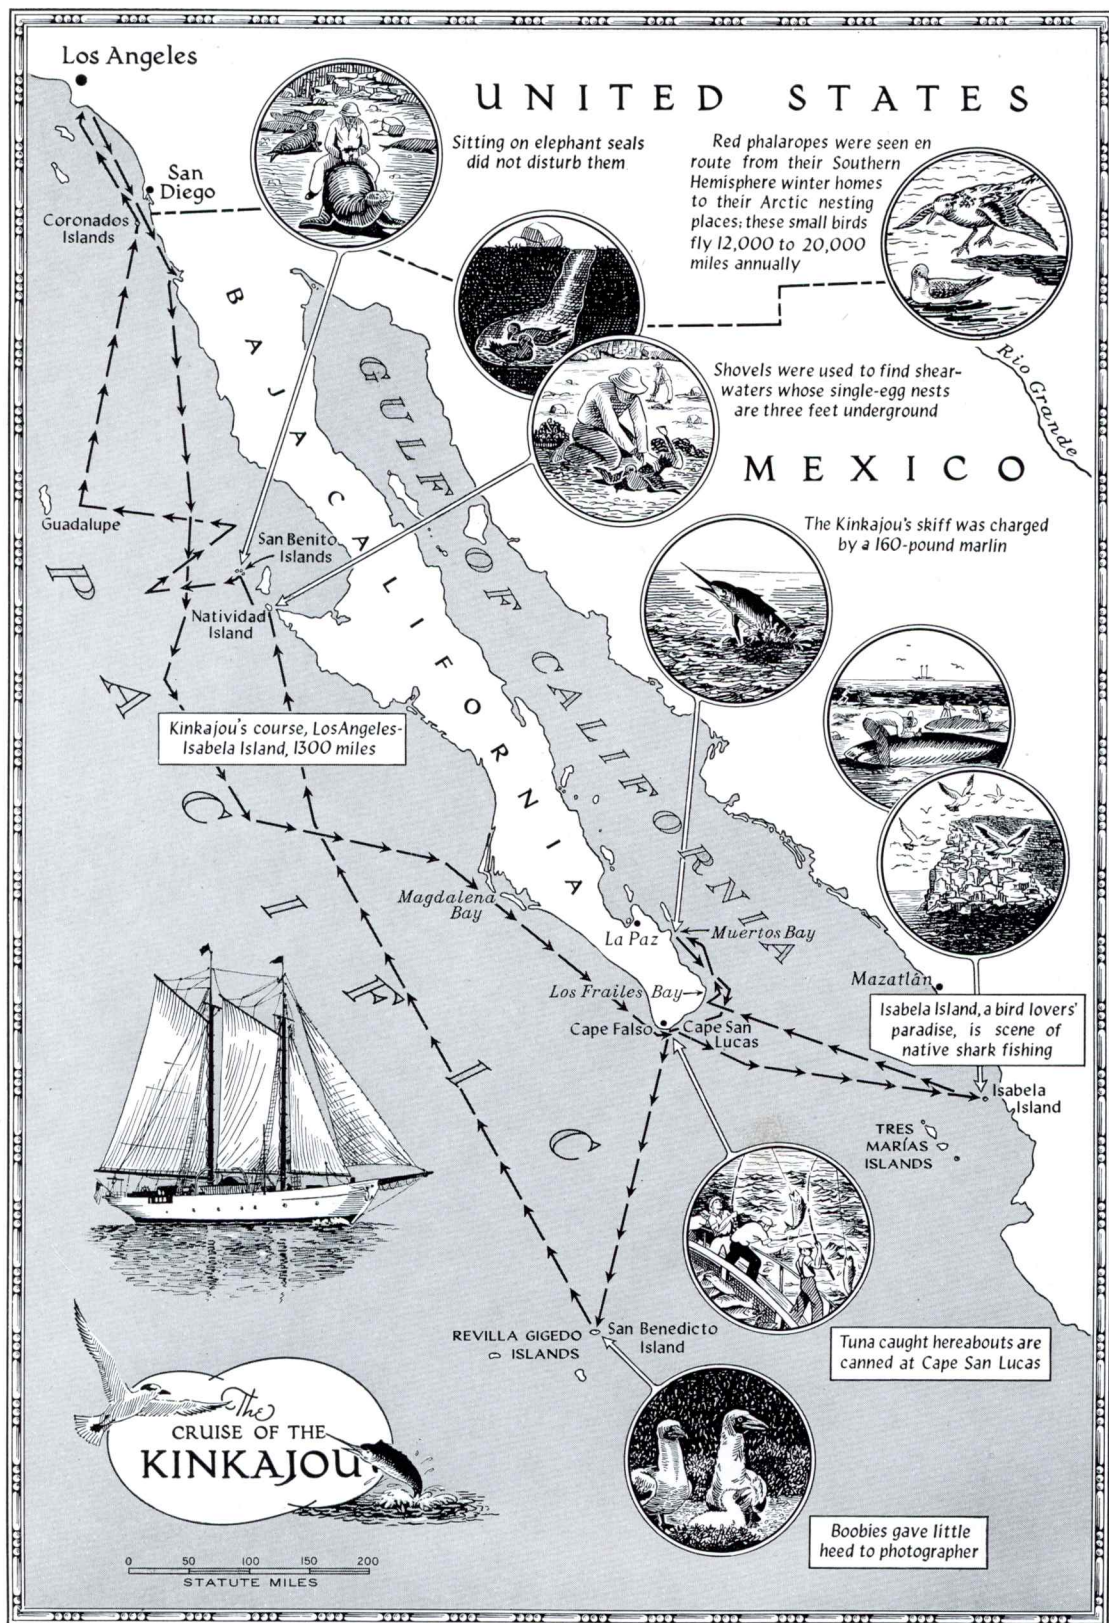 Los Angeles
UNITED STATES
Sitting on elephant seals
did not disturb them
Red phalaropes were seen en
route from their Southern
Hemisphere winter homes
to their Arctic nesting
places; these small birds
fly 12,000 to 20,000
miles annually
San
Diego
Coronados
Islands
BAJA CALIFORNIA
GULF OF CALIFORNIA
Rio Grande
Shovels were used to find shear-
waters whose single-egg nests
are three feet underground
MEXICO
Guadalupe
San Benito
Islands
The Kinkajou's skiff was charged
by a 160-pound marlin
PACIFIC
Natividad
Island
Kinkajou's course, Los Angeles-
Isabela Island, 1300 miles
Magdalena
Bay
La Paz
Muertos Bay
Los Frailes Bay
Mazatlán
Cape Falso
Cape San
Lucas
Isabela Island, a bird lovers'
paradise, is scene of
native shark fishing
Isabela
Island
TRES
MARÍAS
ISLANDS
REVILLA GIGEDO
ISLANDS
San Benedicto
Island
Tuna caught hereabouts are
canned at Cape San Lucas
The
CRUISE OF THE
KINKAJOU
Boobies gave little
heed to photographer
0 50 100 150 200
STATUTE MILES